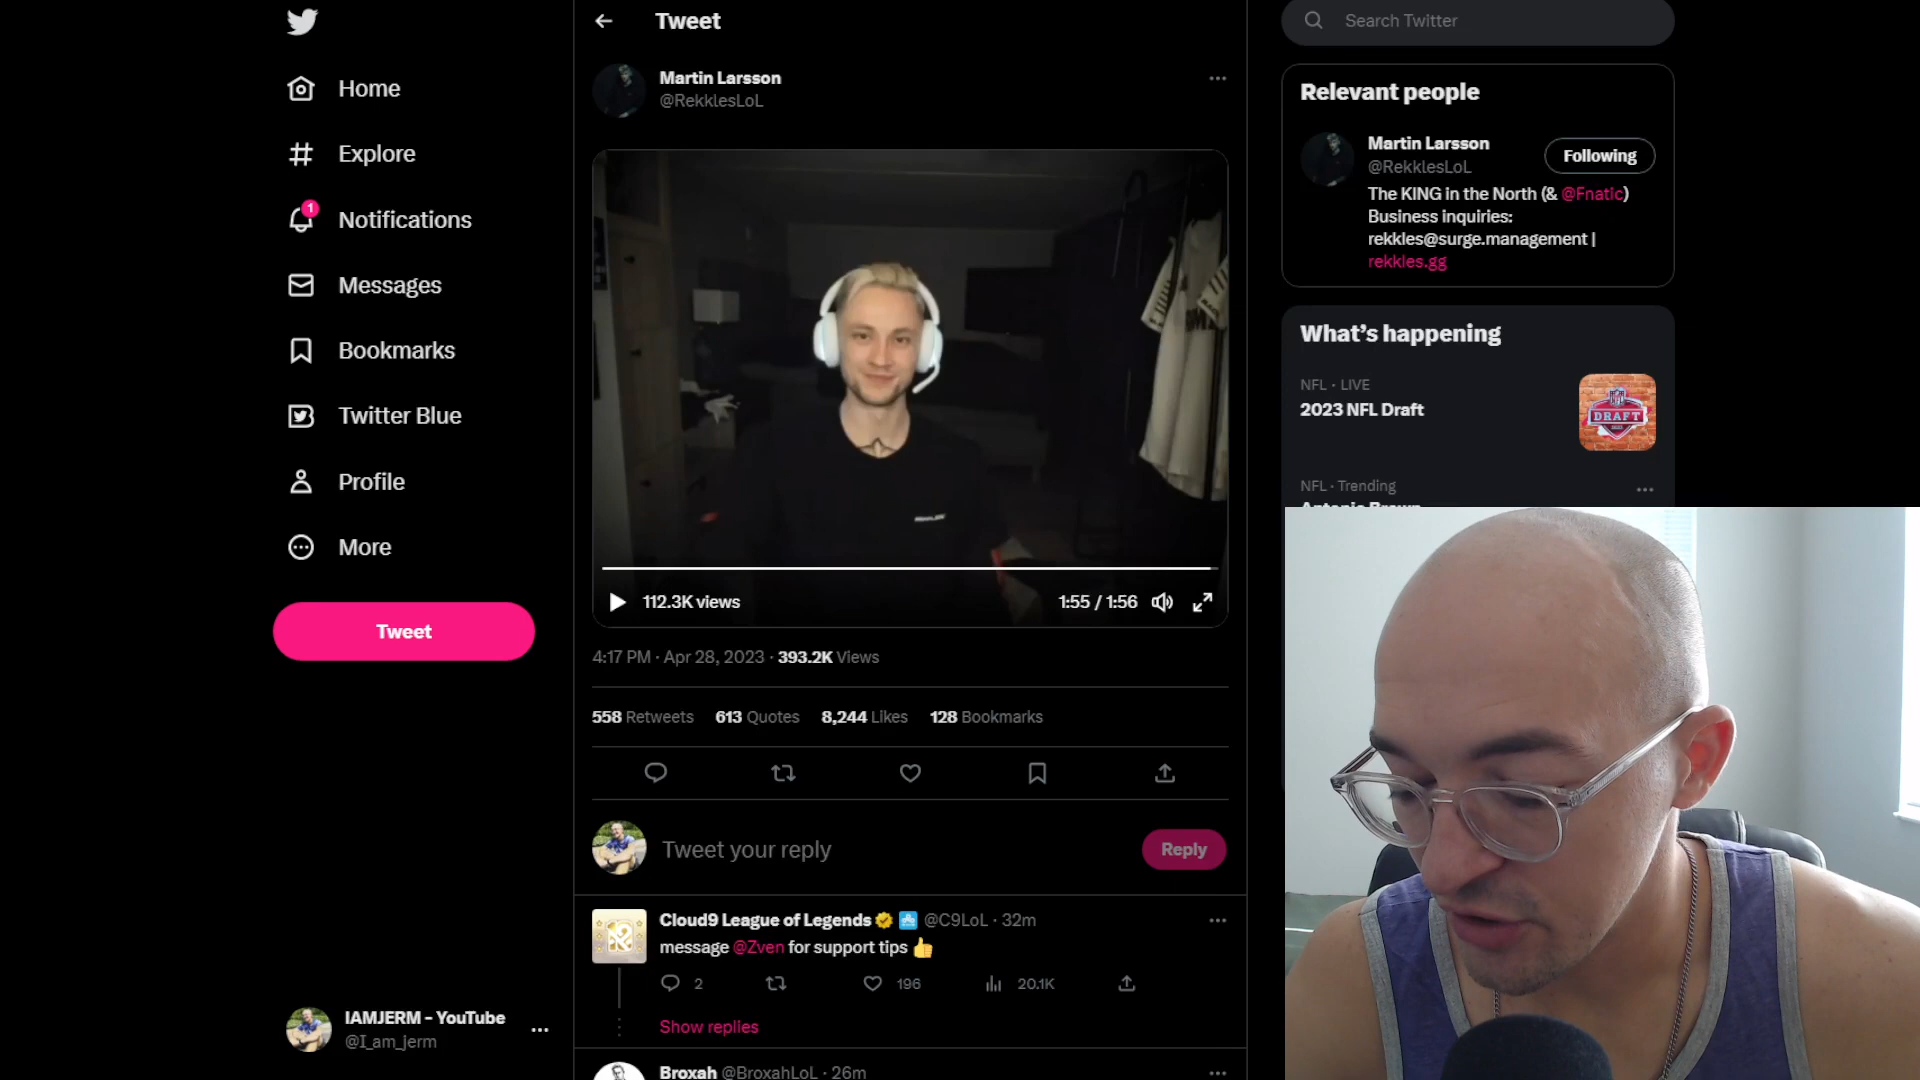 Home
Explore
1
Notifications
Messages
Bookmarks
Twitter Blue
Profile
More
Tweet
IAMJERM - YouTube
@I_am_jerm
Tweet
Martin Larsson
@RekklesLoL
112.3K views
1:55 / 1:56
4:17 PM · Apr 28, 2023 · 393.2K Views
558 Retweets 613 Quotes 8,244 Likes 128 Bookmarks
Tweet your reply
Reply
Cloud9 League of Legends @C9LoL · 32m
message @Zven for support tips 👍
2 196 20.1K
Show replies
Broxah @BroxahLoL · 26m
Search Twitter
Relevant people
Martin Larsson
@RekklesLoL
Following
The KING in the North (& @Fnatic)
Business inquiries:
rekkles@surge.management |
rekkles.gg
What's happening
NFL · LIVE
2023 NFL Draft
NFL
DRAFT
2023
NFL · Trending
Antonio Brown